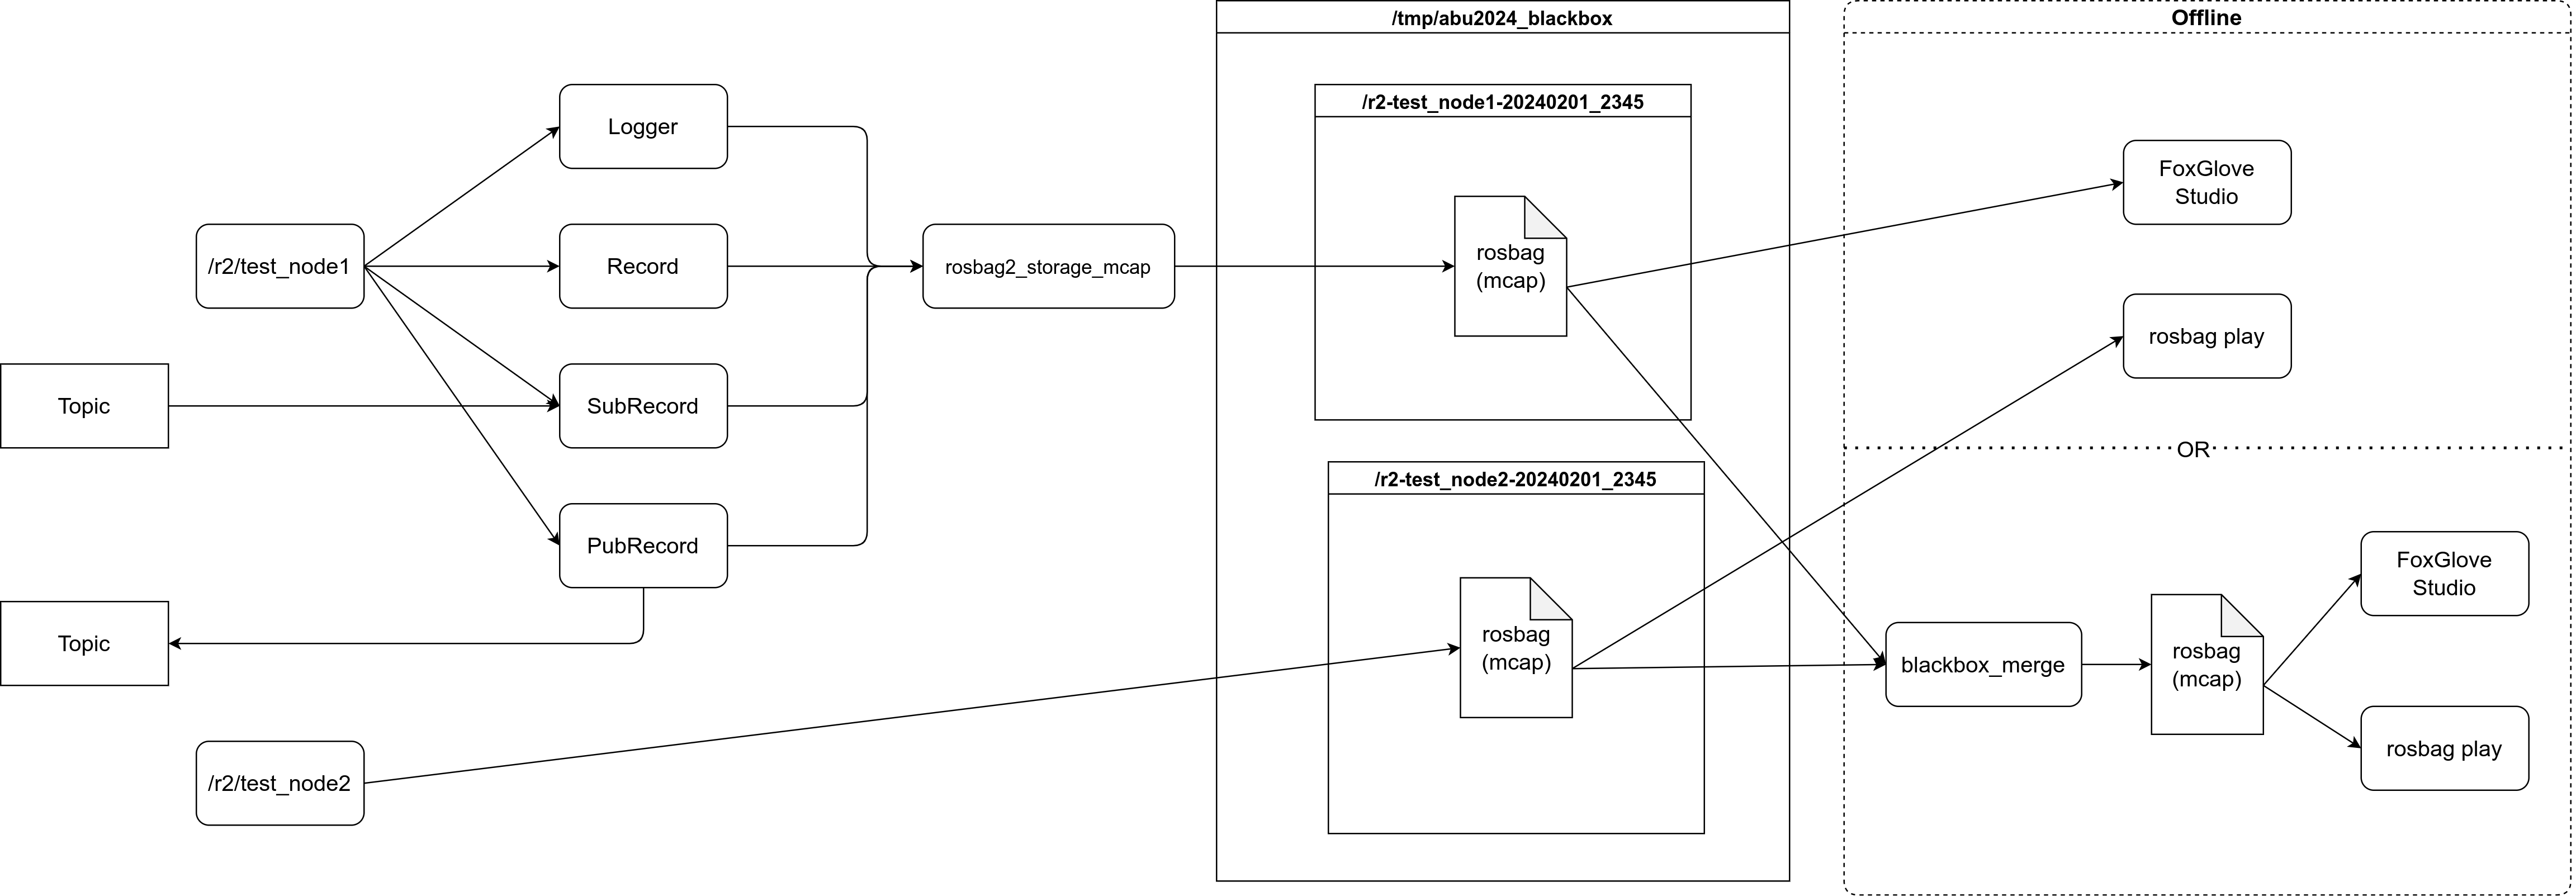 /tmp/abu2024_blackbox
Offline
/r2-test_node1-20240201_2345
Logger
FoxGlove
Studio
/r2/test_node1
Record
rosbag2_storage_mcap
rosbag
(mcap)
rosbag play
Topic
SubRecord
OR
/r2-test_node2-20240201_2345
PubRecord
FoxGlove
Studio
Topic
rosbag
(mcap)
blackbox_merge
rosbag
(mcap)
rosbag play
/r2/test_node2